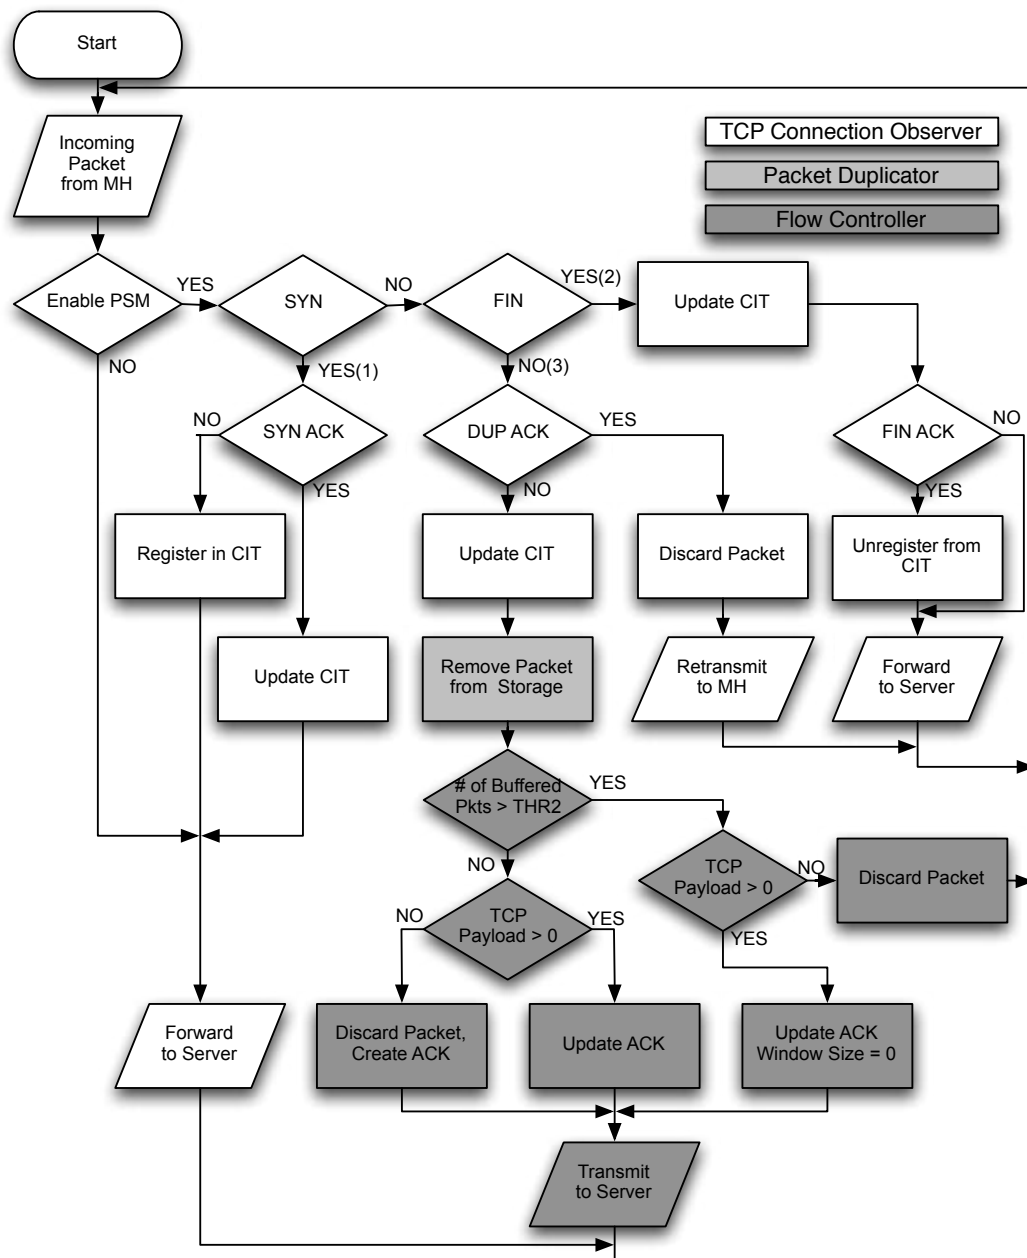 Start
Incoming
Packet
from MH
TCP Connection Observer
Packet Duplicator
Flow Controller
Enable PSM
YES
NO
SYN
NO
YES(1)
FIN
YES(2)
NO(3)
Update CIT
SYN ACK
NO
YES
DUP ACK
YES
NO
FIN ACK
NO
YES
Register in CIT
Update CIT
Discard Packet
Unregister from
CIT
Update CIT
Remove Packet
from Storage
Retransmit
to MH
Forward
to Server
# of Buffered
Pkts > THR2
YES
NO
TCP
Payload > 0
NO
YES
Discard Packet
TCP
Payload > 0
NO
YES
Forward
to Server
Discard Packet,
Create ACK
Update ACK
Update ACK
Window Size = 0
Transmit
to Server